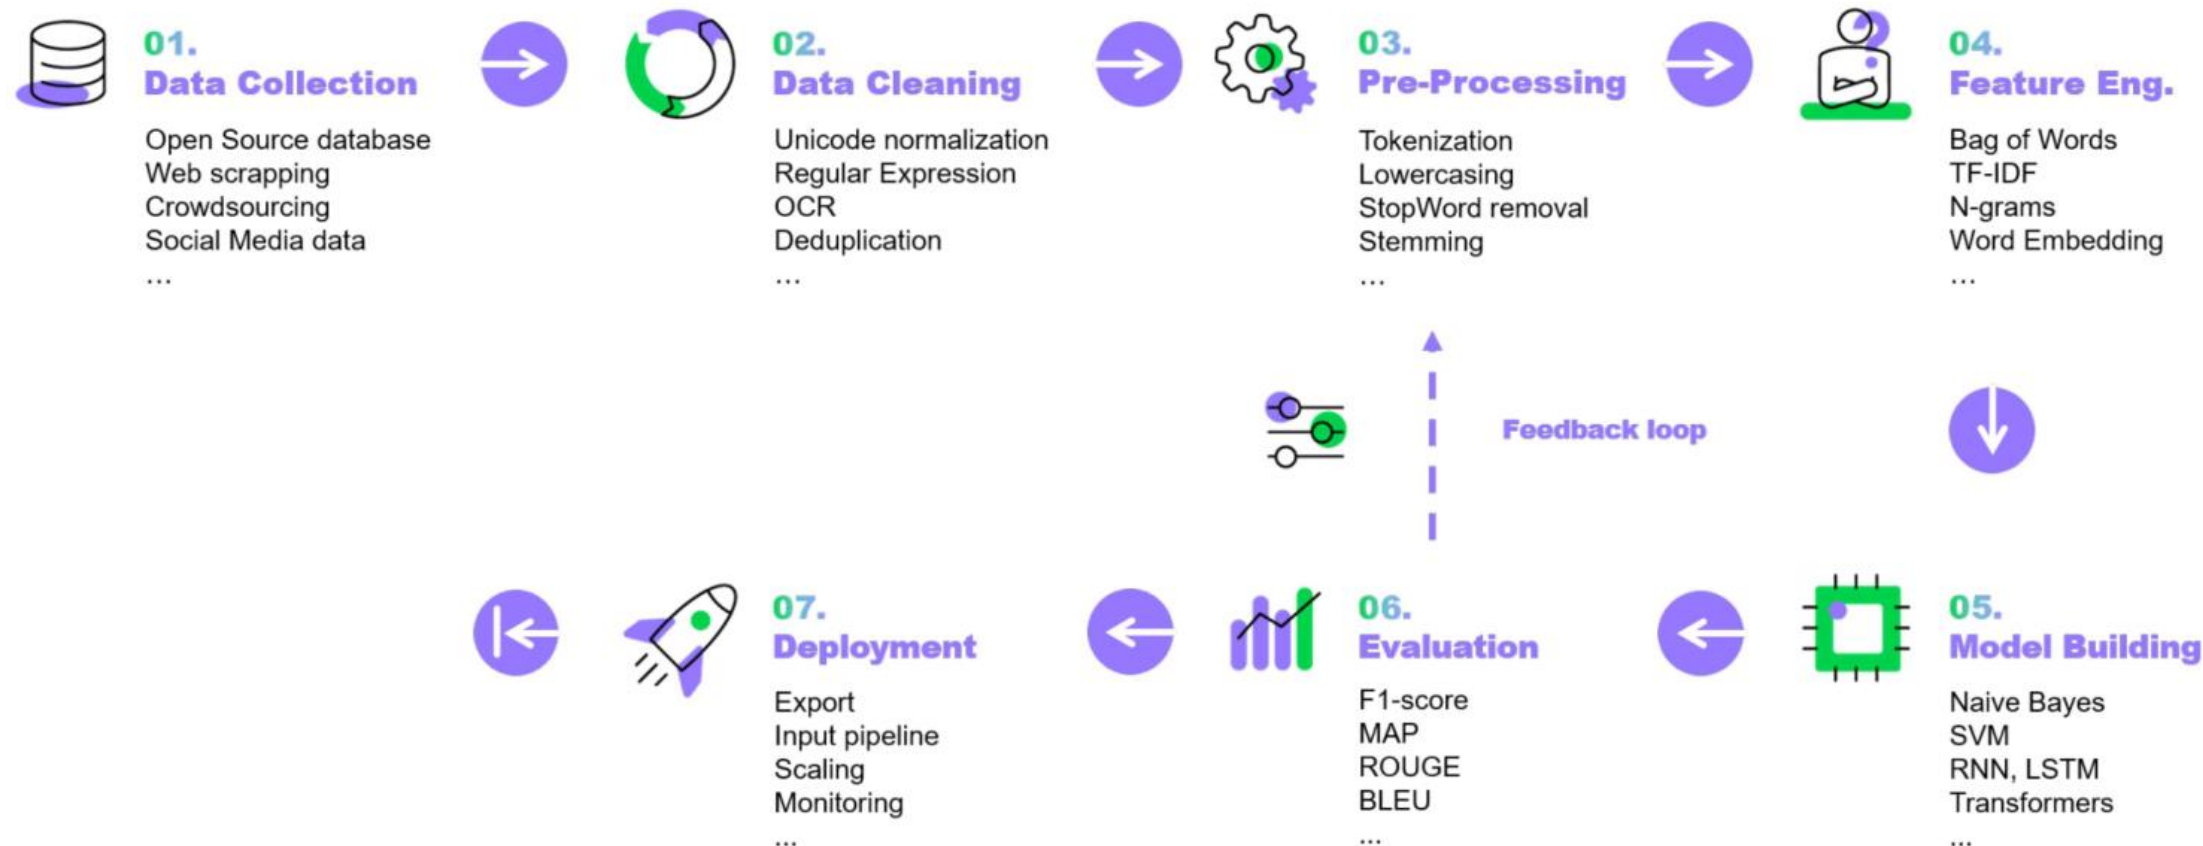 01.
Data Collection
Open Source database
Web scrapping
Crowdsourcing
Social Media data
...
02.
Data Cleaning
Unicode normalization
Regular Expression
OCR
Deduplication
...
03.
Pre-Processing
Tokenization
Lowercasing
StopWord removal
Stemming
...
04.
Feature Eng.
Bag of Words
TF-IDF
N-grams
Word Embedding
...
Feedback loop
05.
Model Building
Naive Bayes
SVM
RNN, LSTM
Transformers
...
06.
Evaluation
F1-score
MAP
ROUGE
BLEU
...
07.
Deployment
Export
Input pipeline
Scaling
Monitoring
...